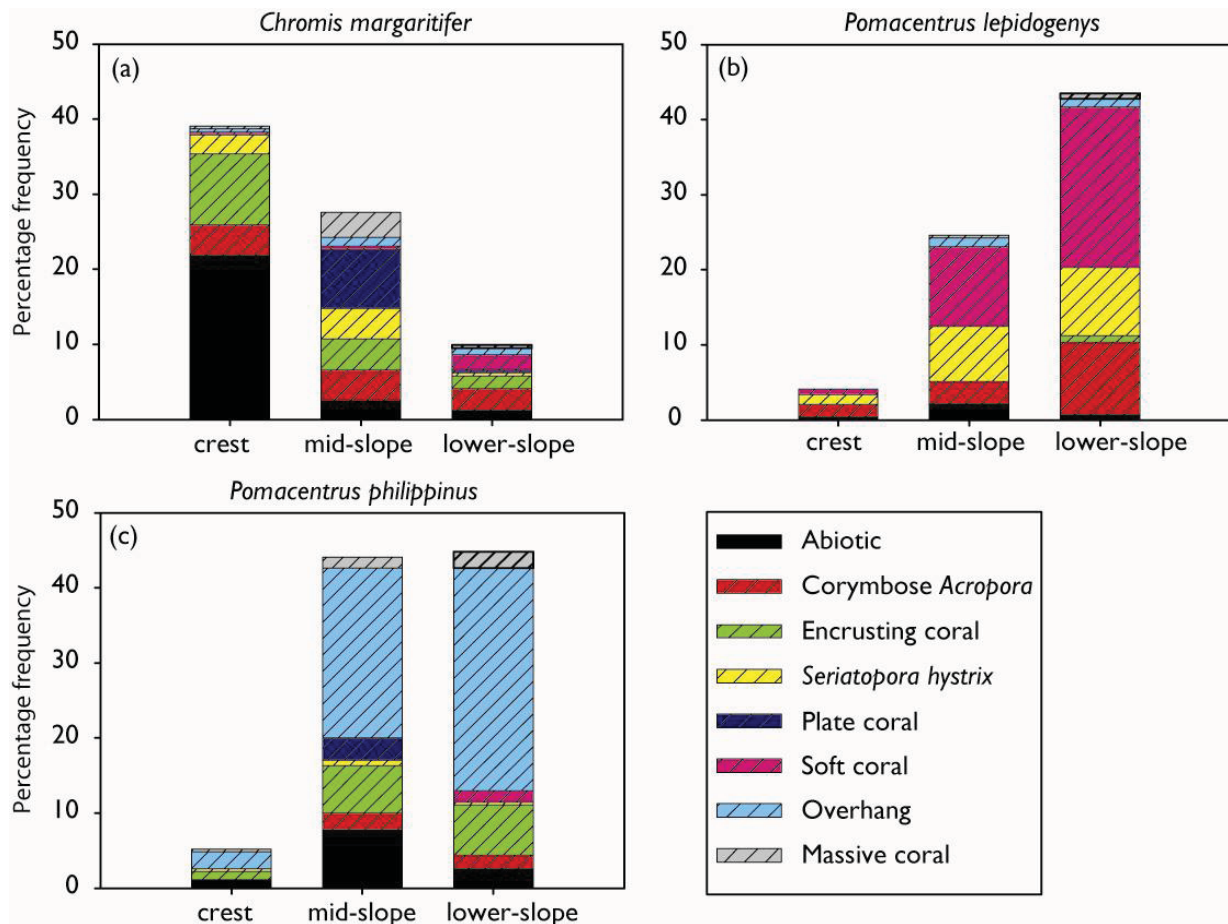 Chromis margaritifer
(a)
Percentage frequency
50
40
30
20
10
0
crest mid-slope lower-slope
Pomacentrus lepidogenys
(b)
50
40
30
20
10
0
crest mid-slope lower-slope
Pomacentrus philippinus
(c)
Percentage frequency
50
40
30
20
10
0
crest mid-slope lower-slope
Abiotic
Corymbose Acropora
Encrusting coral
Seriatopora hystrix
Plate coral
Soft coral
Overhang
Massive coral